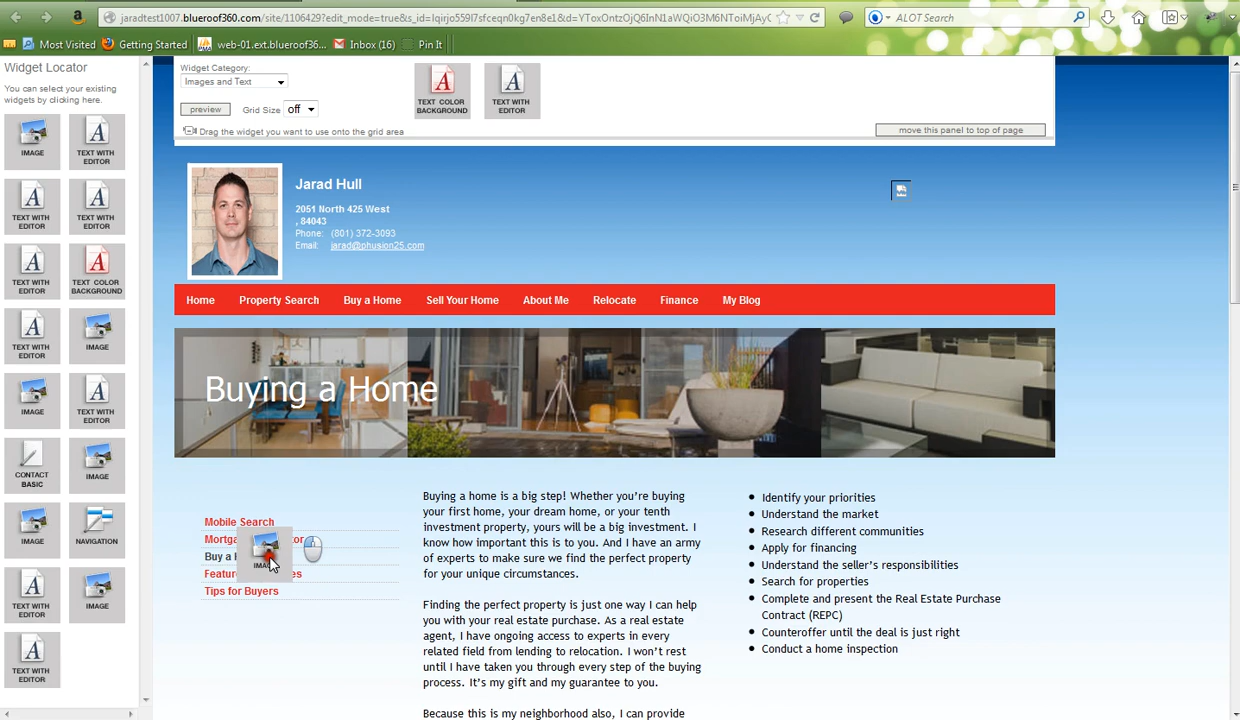 jaradtest1007.blueroof360.com/site/1106429?edit_mode=true&s_id=
ALOT Search
Most Visited
Getting Started
web-01.ext.blueroof36...
Inbox (16)
Pin It
Widget Locator
You can select your existing
widgets by clicking here.
IMAGE
TEXT WITH
EDITOR
TEXT WITH
EDITOR
TEXT WITH
EDITOR
TEXT WITH
EDITOR
TEXT COLOR
BACKGROUND
TEXT WITH
EDITOR
IMAGE
IMAGE
TEXT WITH
EDITOR
CONTACT
BASIC
IMAGE
IMAGE
NAVIGATION
TEXT WITH
EDITOR
IMAGE
TEXT WITH
EDITOR
Widget Category:
Images and Text
preview
Grid Size
off
Drag the widget you want to use onto the grid area
TEXT COLOR
BACKGROUND
TEXT WITH
EDITOR
move this panel to top of page
Jarad Hull
2051 North 425 West
, 84043
Phone: (801) 372-3093
Email: jarad@phusion25.com
Home
Property Search
Buy a Home
Sell Your Home
About Me
Relocate
Finance
My Blog
Buying a Home
Mobile Search
Buy a
Tips for Buyers
Buying a home is a big step! Whether you're buying
your first home, your dream home, or your tenth
investment property, yours will be a big investment. I
know how important this is to you. And I have an army
of experts to make sure we find the perfect property
for your unique circumstances.
Finding the perfect property is just one way I can help
you with your real estate purchase. As a real estate
agent, I have ongoing access to experts in every
related field from lending to relocation. I won't rest
until I have taken you through every step of the buying
process. It's my gift and my guarantee to you.
Because this is my neighborhood also, I can provide
Identify your priorities
Understand the market
Research different communities
Apply for financing
Understand the seller's responsibilities
Search for properties
Complete and present the Real Estate Purchase
Contract (REPC)
Counteroffer until the deal is just right
Conduct a home inspection